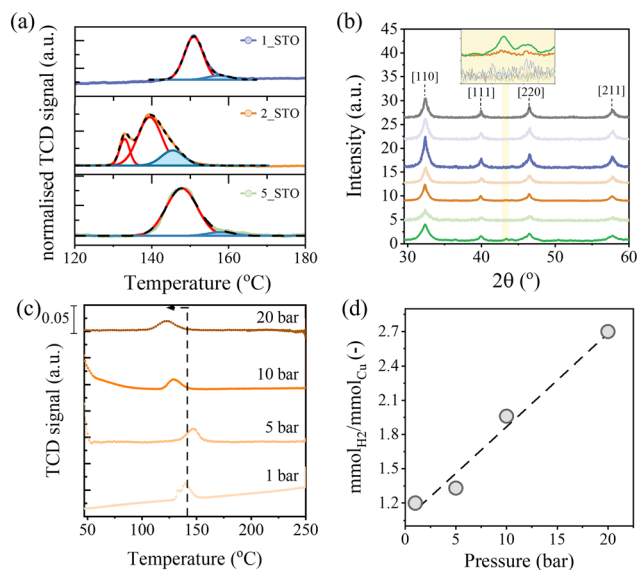 (a)
normalised TCD signal (a.u.)
1_STO
2_STO
5_STO
120 140 160 180
Temperature (°C)
(b)
Intensity (a.u.)
45
40
35
30
25
20
15
10
5
0
[110]
[111]
[220]
[211]
30 40 50 60
2θ (°)
(c)
0.05
TCD signal (a.u.)
20 bar
10 bar
5 bar
1 bar
50 100 150 200 250
Temperature (°C)
(d)
mmolH2/mmolCu (-)
2.7
2.4
2.1
1.8
1.5
1.2
0 5 10 15 20
Pressure (bar)